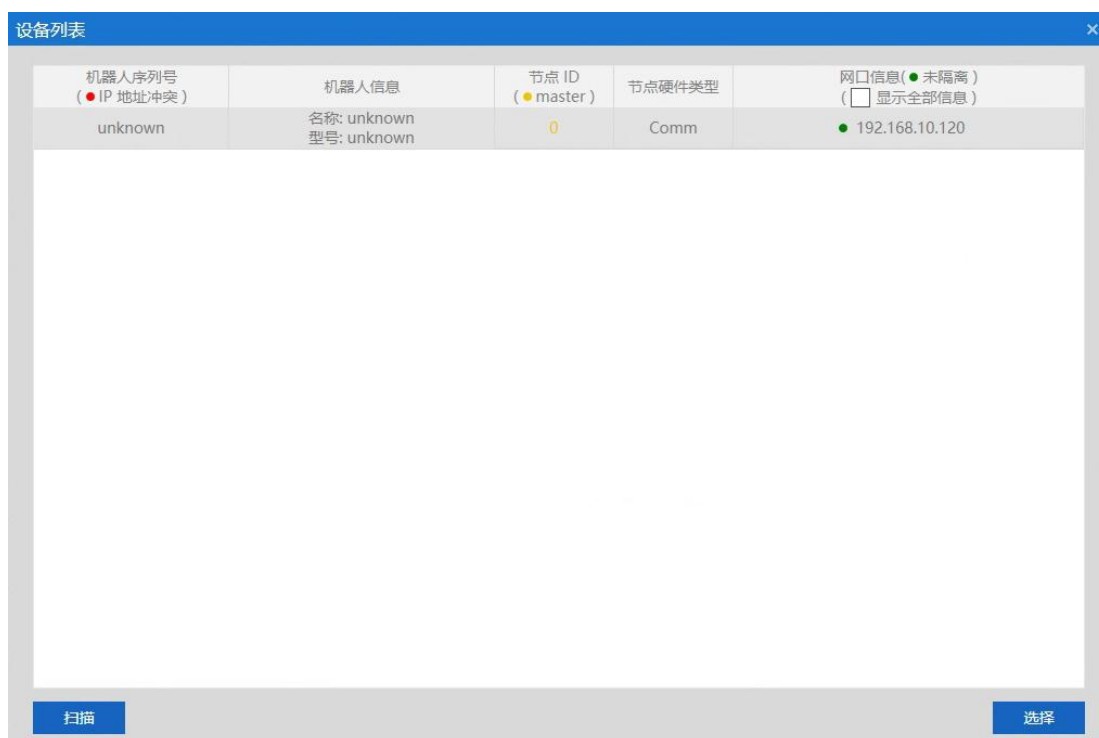 设备列表
×
机器人序列号
(●IP 地址冲突)
机器人信息
节点 ID
(●master)
节点硬件类型
网口信息(●未隔离)
(□ 显示全部信息)
unknown
名称: unknown
型号: unknown
0
Comm
● 192.168.10.120
扫描
选择